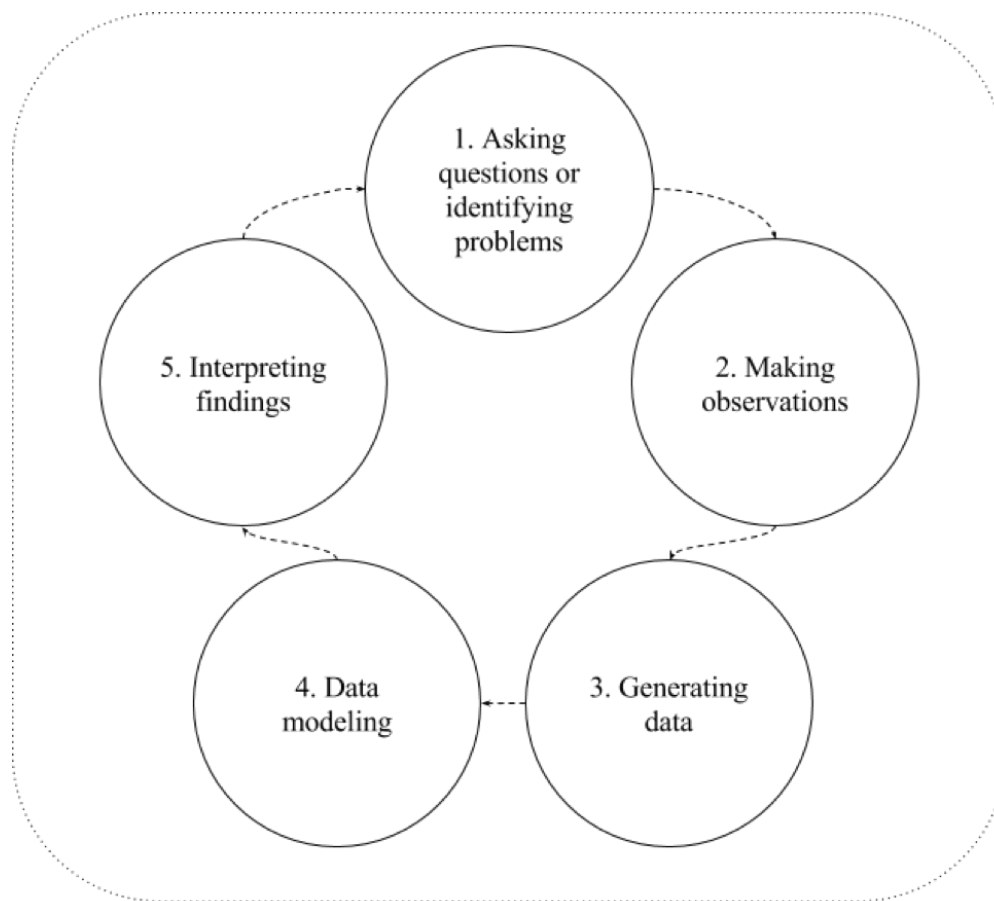 1. Asking
questions or
identifying
problems
2. Making
observations
3. Generating
data
4. Data
modeling
5. Interpreting
findings